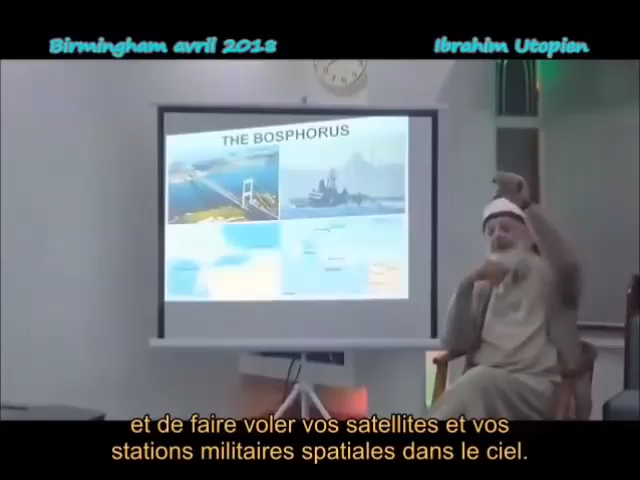 Birmingham avril 2018
Ibrahim Utopien
THE BOSPHORUS
et de faire voler vos satellites et vos
stations militaires spatiales dans le ciel.